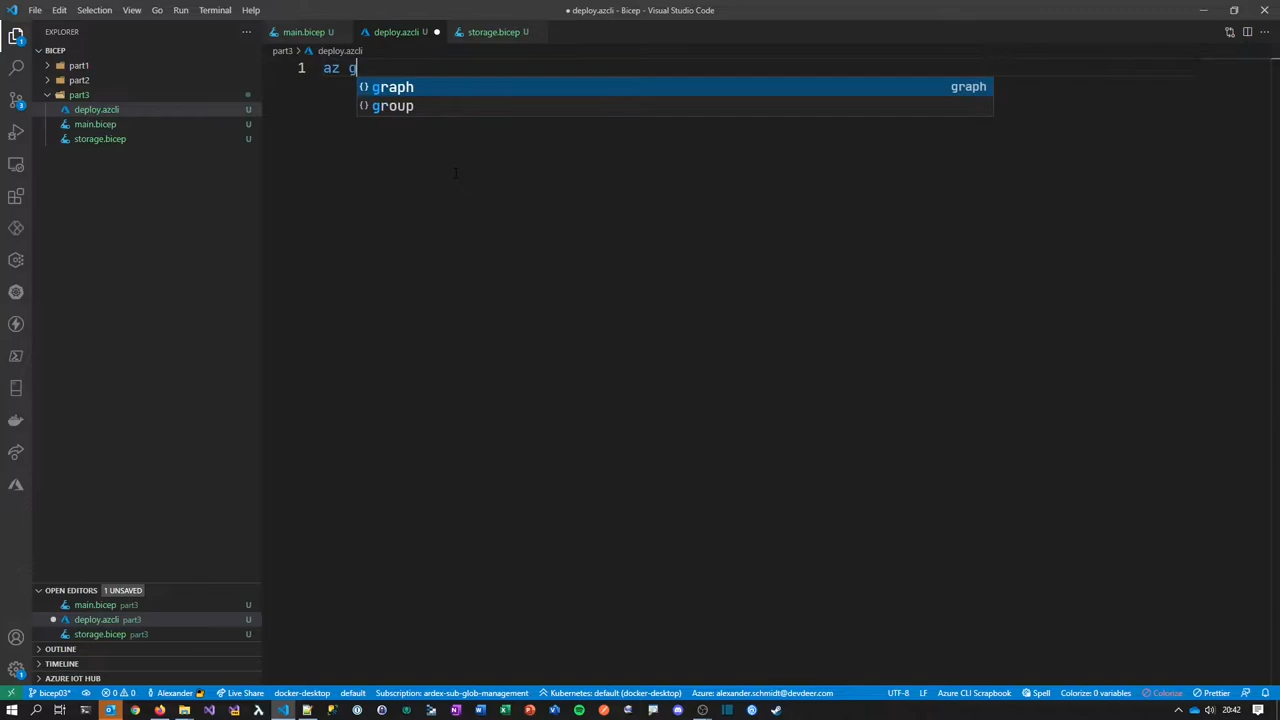 File Edit Selection View Go Run Terminal Help
● deploy.azcli - Bicep - Visual Studio Code
EXPLORER
BICEP
part1
part2
part3
deploy.azcli U
main.bicep U
storage.bicep U
main.bicep U
deploy.azcli U ●
storage.bicep U
part3 > deploy.azcli
1 az g
graph graph
group
OPEN EDITORS 1 UNSAVED
main.bicep part3 U
deploy.azcli part3 U
storage.bicep part3 U
OUTLINE
TIMELINE
AZURE IOT HUB
bicep03* 0 0 Alexander Live Share docker-desktop default Subscription: ardex-sub-glob-management Kubernetes: default (docker-desktop) Azure: alexander.schmidt@devdeer.com UTF-8 LF Azure CLI Scrapbook Spell Colorize: 0 variables Colorize Prettier
20:42